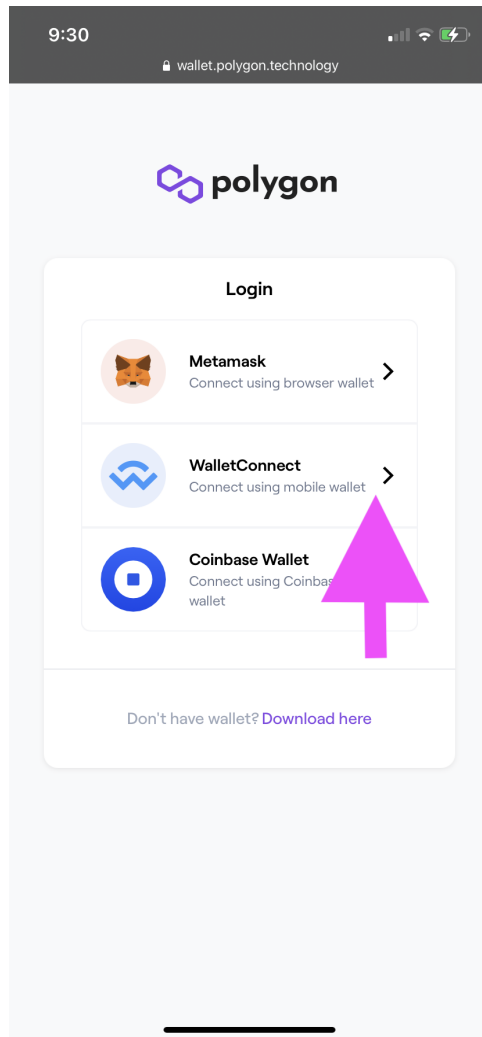 9:30
wallet.polygon.technology
polygon
Login
Metamask
Connect using browser wallet
WalletConnect
Connect using mobile wallet
Coinbase Wallet
Connect using
wallet
Don't have wallet? Download here